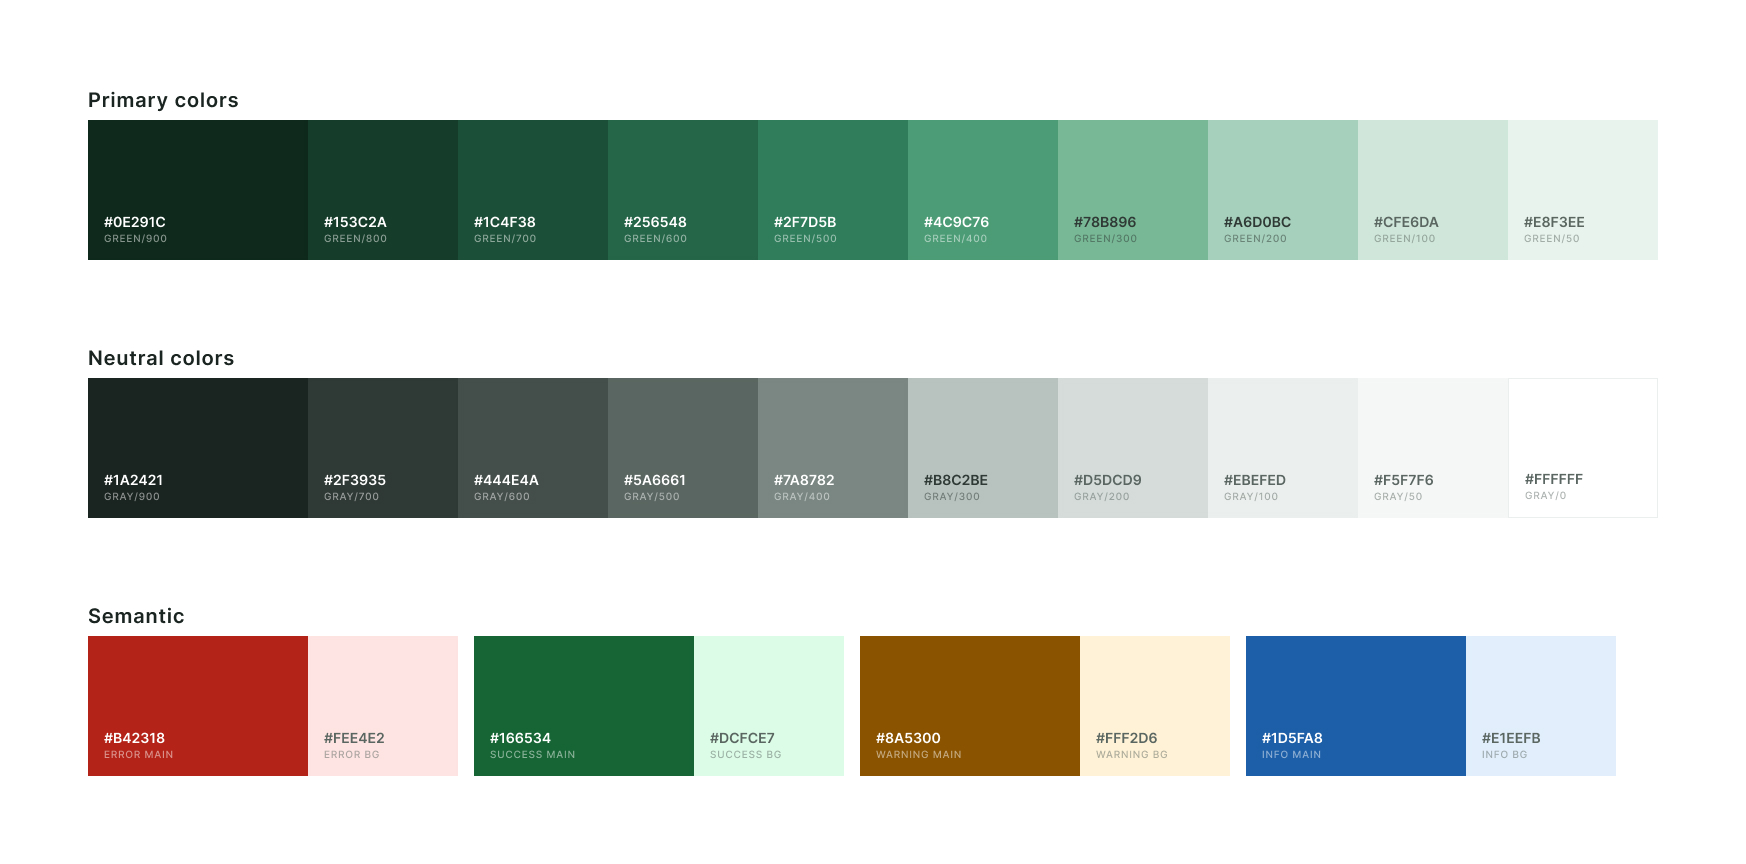 Primary colors
#0E291C
GREEN/900
#153C2A
GREEN/800
#1C4F38
GREEN/700
#256548
GREEN/600
#2F7D5B
GREEN/500
#4C9C76
GREEN/400
#78B896
GREEN/300
#A6D0BC
GREEN/200
#CFE6DA
GREEN/100
#E8F3EE
GREEN/50
Neutral colors
#1A2421
GRAY/900
#2F3935
GRAY/700
#444E4A
GRAY/600
#5A6661
GRAY/500
#7A8782
GRAY/400
#B8C2BE
GRAY/300
#D5DCD9
GRAY/200
#EBEFED
GRAY/100
#F5F7F6
GRAY/50
#FFFFFF
GRAY/0
Semantic
#B42318
ERROR MAIN
#FEE4E2
ERROR BG
#166534
SUCCESS MAIN
#DCFCE7
SUCCESS BG
#8A5300
WARNING MAIN
#FFF2D6
WARNING BG
#1D5FA8
INFO MAIN
#E1EEFB
INFO BG